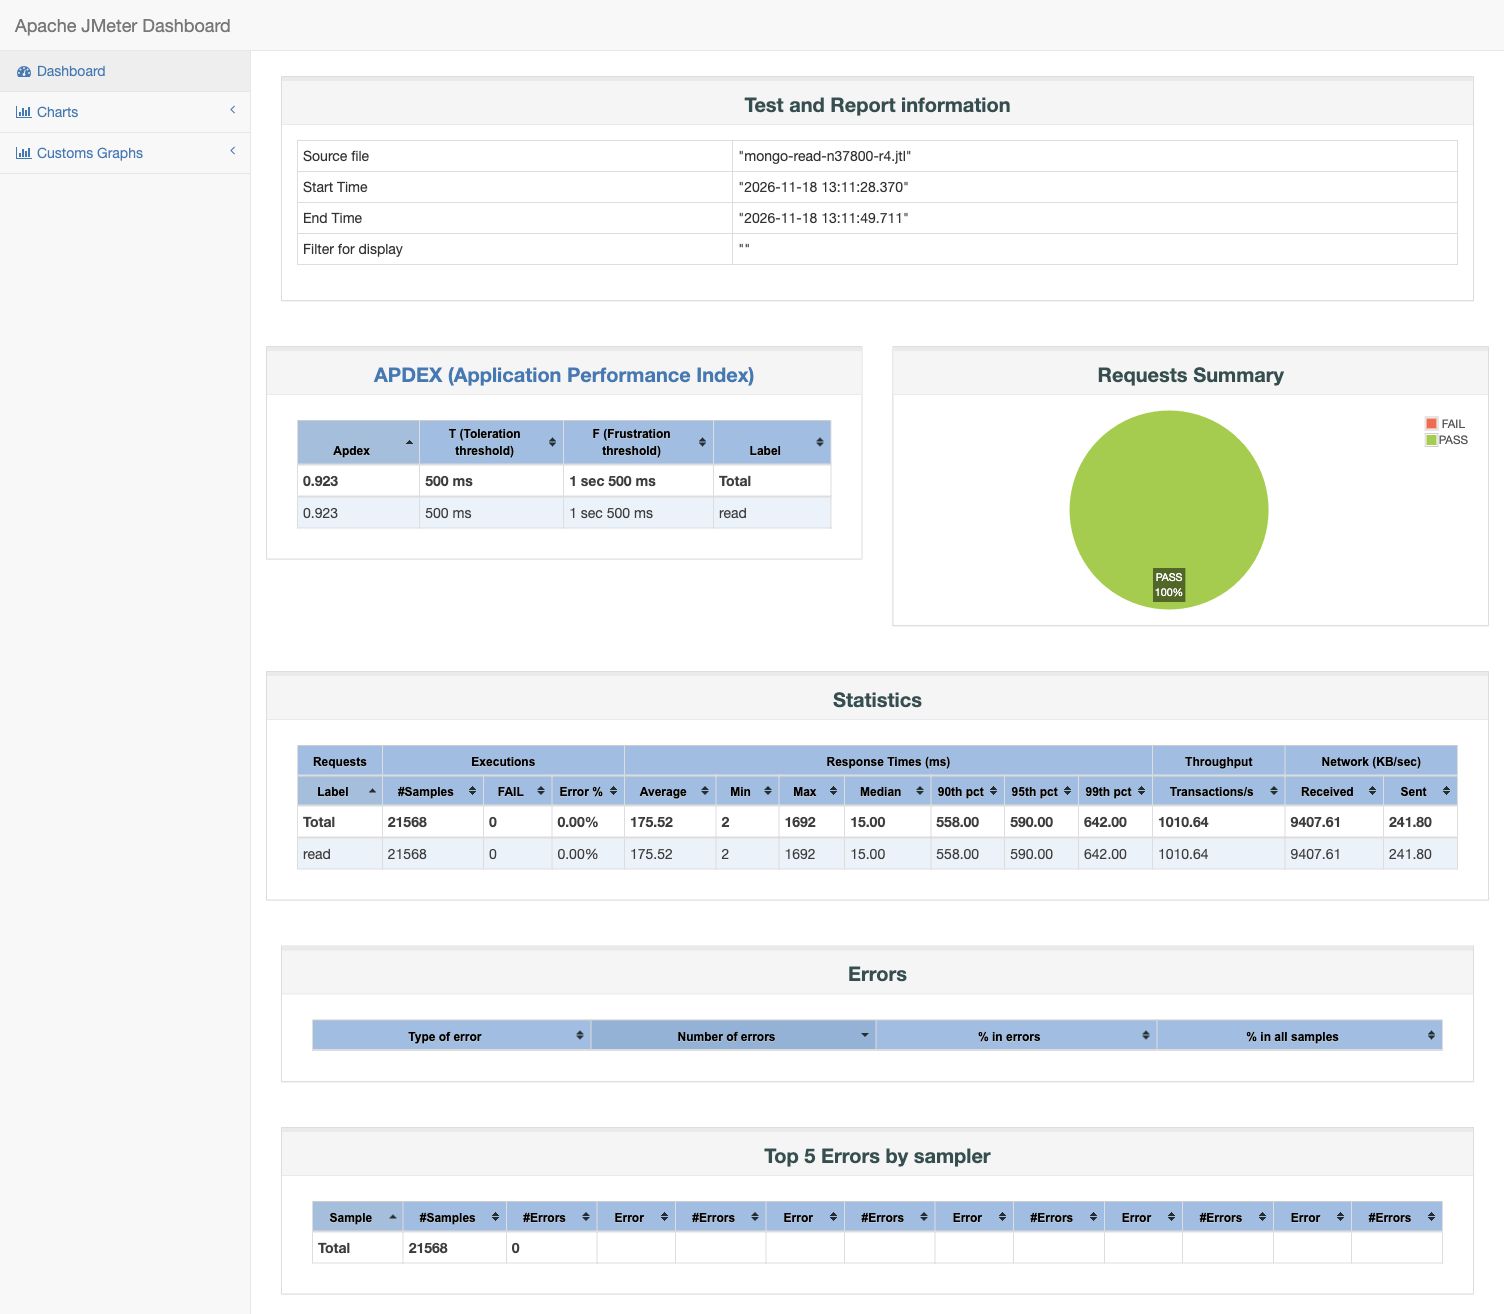 Apache JMeter Dashboard
Dashboard
Charts
Customs Graphs
Test and Report information
Source file "mongo-read-n37800-r4.jtl"
Start Time "2026-11-18 13:11:28.370"
End Time "2026-11-18 13:11:49.711"
Filter for display ""
APDEX (Application Performance Index)
Apdex T (Toleration threshold) F (Frustration threshold) Label
0.923 500 ms 1 sec 500 ms Total
0.923 500 ms 1 sec 500 ms read
Requests Summary
FAIL
PASS
PASS
100%
Statistics
Requests Executions Response Times (ms) Throughput Network (KB/sec)
Label #Samples FAIL Error % Average Min Max Median 90th pct 95th pct 99th pct Transactions/s Received Sent
Total 21568 0 0.00% 175.52 2 1692 15.00 558.00 590.00 642.00 1010.64 9407.61 241.80
read 21568 0 0.00% 175.52 2 1692 15.00 558.00 590.00 642.00 1010.64 9407.61 241.80
Errors
Type of error Number of errors % in errors % in all samples
Top 5 Errors by sampler
Sample #Samples #Errors Error #Errors Error #Errors Error #Errors Error #Errors Error #Errors
Total 21568 0